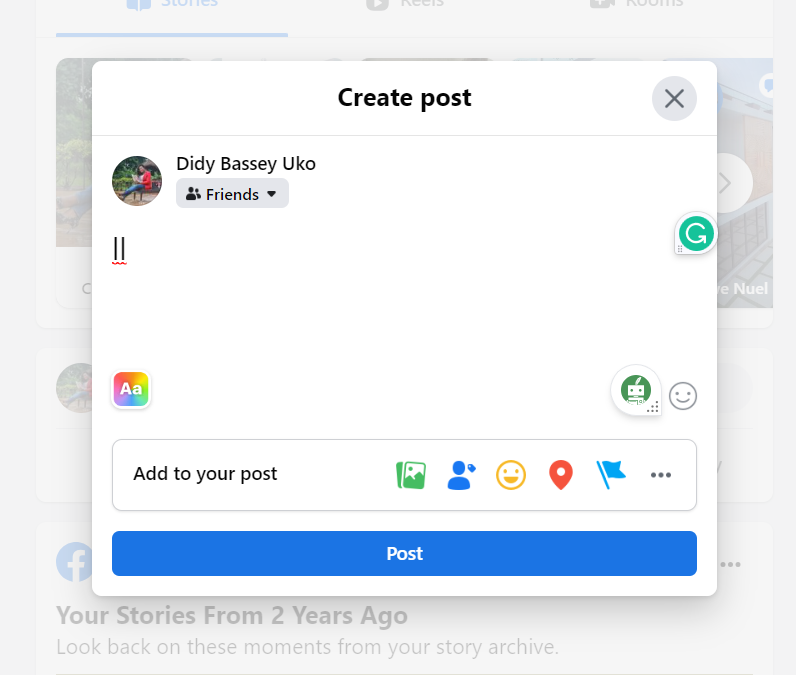 Stories
Reels
Rooms
Create post
Didy Bassey Uko
Friends
||
Nuel
Aa
Add to your post
Post
Your Stories From 2 Years Ago
Look back on these moments from your story archive.